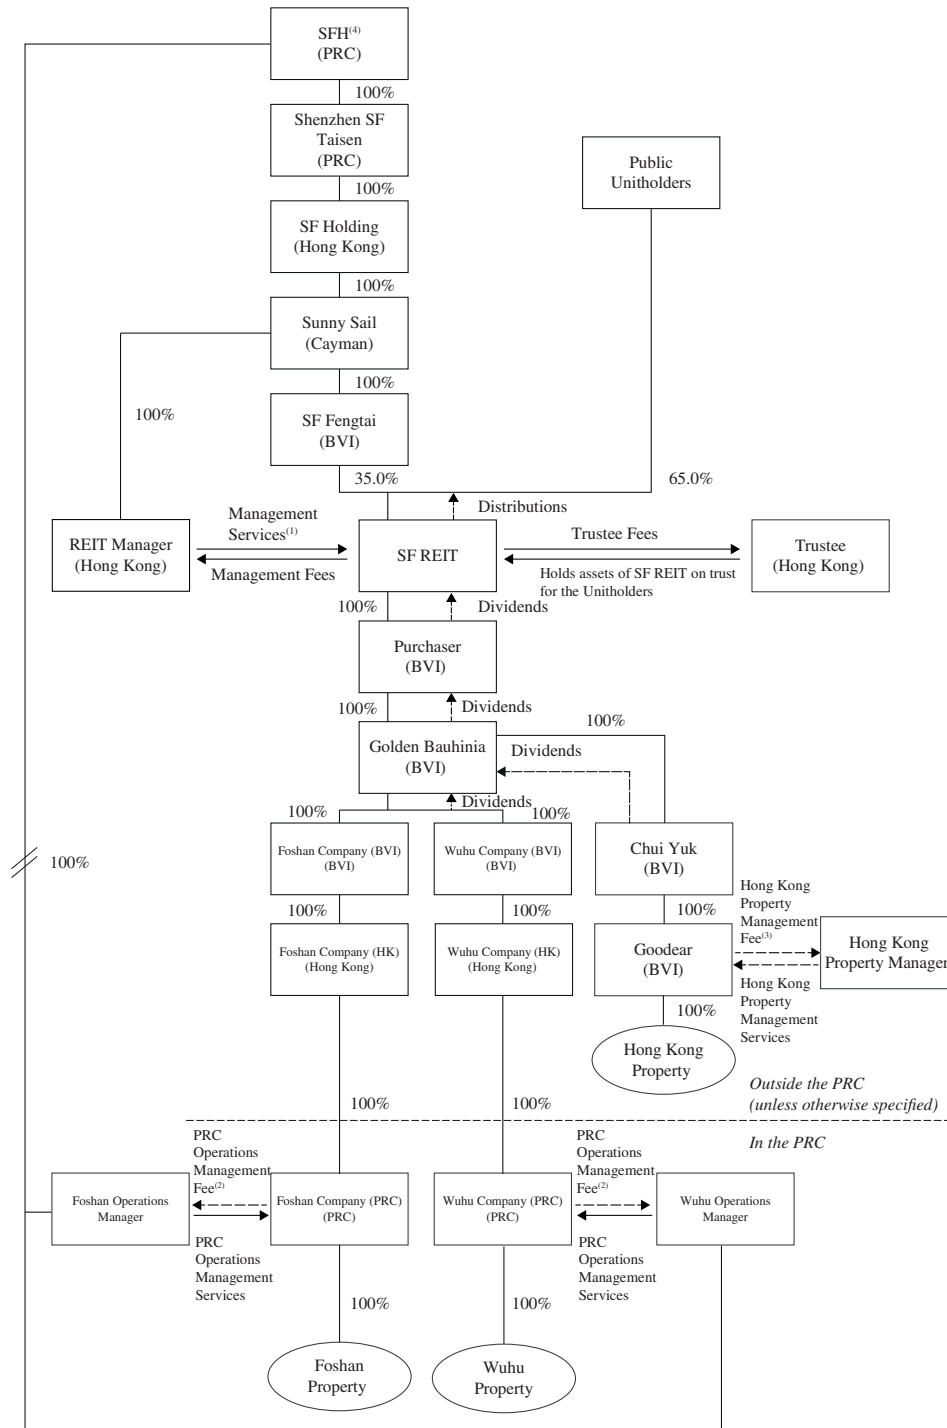 SFH(4)
(PRC)
100%
Shenzhen SF
Taisen
(PRC)
Public
Unitholders
100%
SF Holding
(Hong Kong)
100%
Sunny Sail
(Cayman)
100%
100%
SF Fengtai
(BVI)
35.0%
65.0%
Distributions
REIT Manager
(Hong Kong)
Management
Services(1)
Management Fees
SF REIT
Trustee Fees
Holds assets of SF REIT on trust
for the Unitholders
Trustee
(Hong Kong)
100%
Dividends
Purchaser
(BVI)
100%
Dividends
100%
Golden Bauhinia
(BVI)
Dividends
Dividends
100%
100%
Foshan Company (BVI)
(BVI)
Wuhu Company (BVI)
(BVI)
Chui Yuk
(BVI)
100%
100%
100%
100%
Hong Kong
Property
Management
Fee(3)
Foshan Company (HK)
(Hong Kong)
Wuhu Company (HK)
(Hong Kong)
Goodear
(BVI)
Hong Kong
Property Manager
Hong Kong
Property
Management
Services
100%
Hong Kong
Property
Outside the PRC
(unless otherwise specified)
100%
100%
In the PRC
PRC
Operations
Management
Fee(2)
PRC
Operations
Management
Fee(2)
Foshan Operations
Manager
Foshan Company (PRC)
(PRC)
Wuhu Company (PRC)
(PRC)
Wuhu Operations
Manager
PRC
Operations
Management
Services
PRC
Operations
Management
Services
100%
100%
Foshan
Property
Wuhu
Property